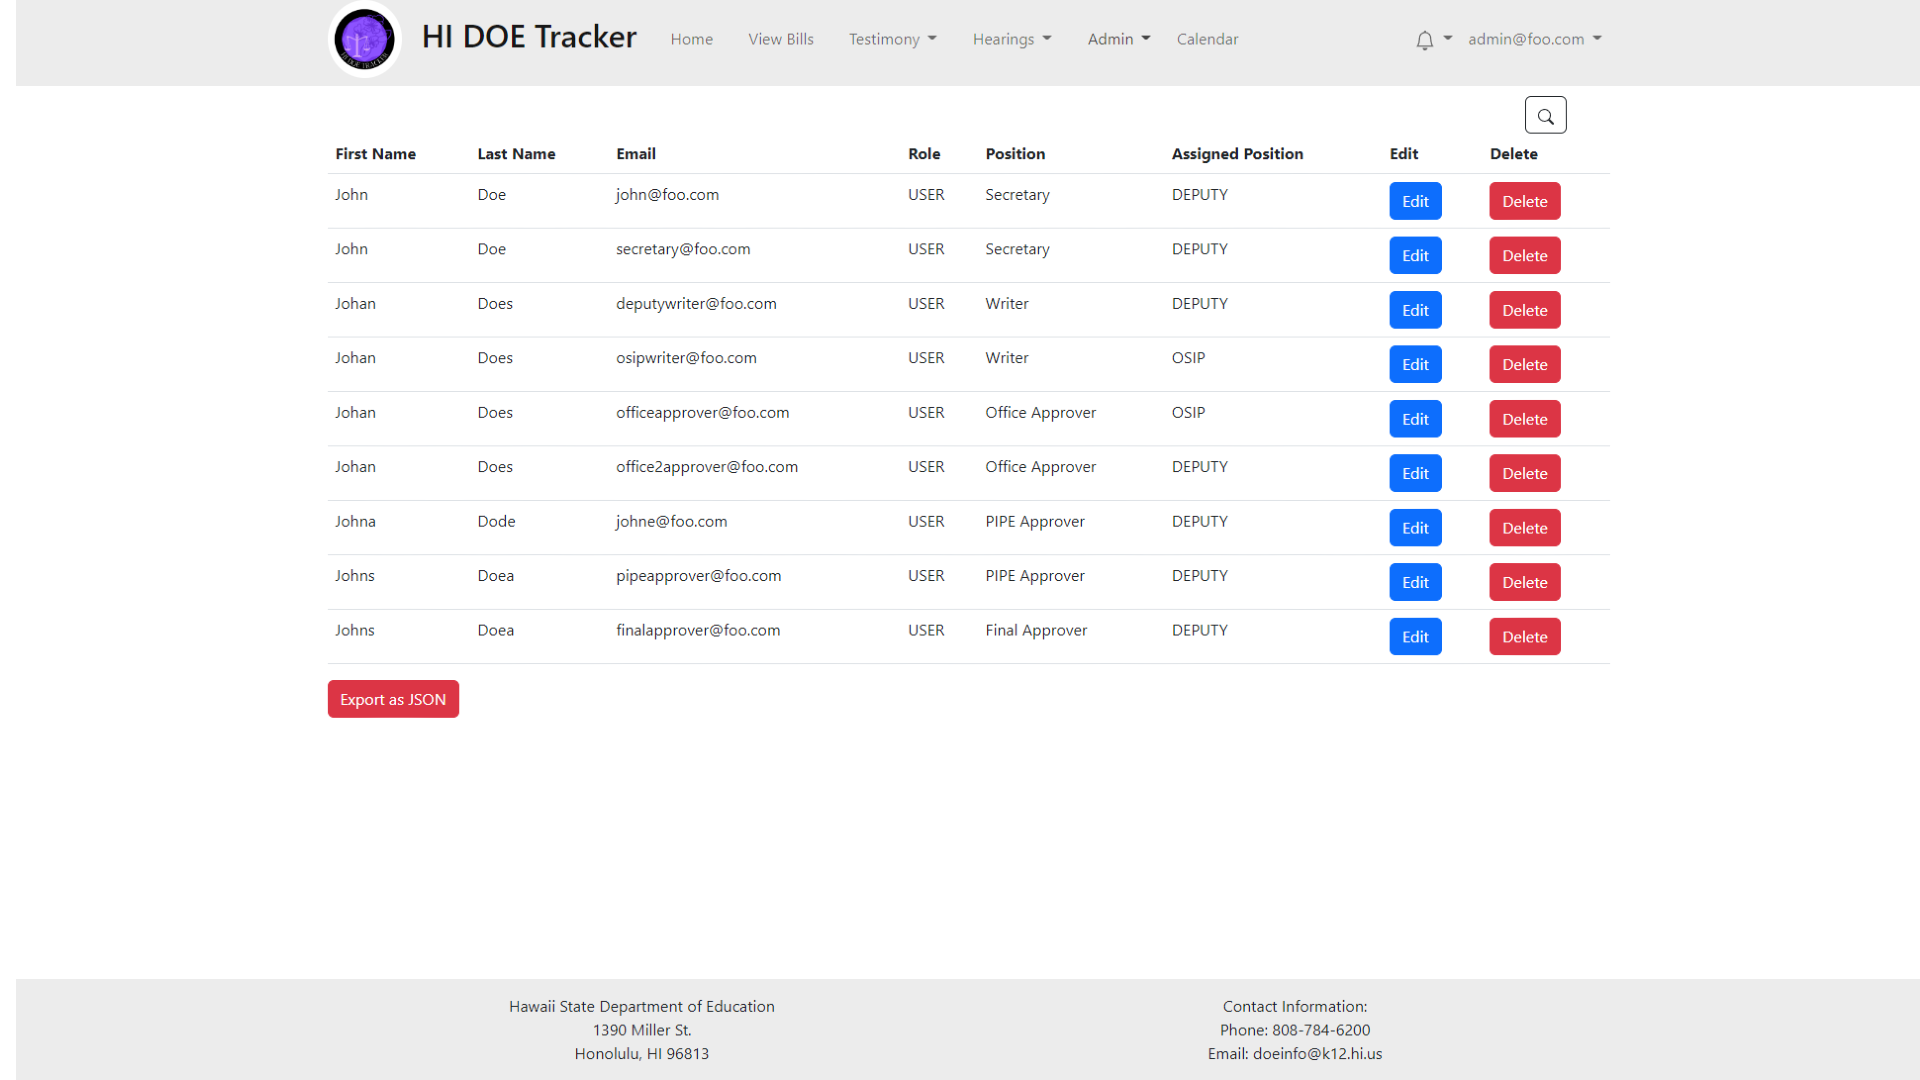 HI DOE TRACKER
HI DOE Tracker Home View Bills Testimony Hearings Admin Calendar admin@foo.com
First Name Last Name Email Role Position Assigned Position Edit Delete
John Doe john@foo.com USER Secretary DEPUTY Edit Delete
John Doe secretary@foo.com USER Secretary DEPUTY Edit Delete
Johan Does deputywriter@foo.com USER Writer DEPUTY Edit Delete
Johan Does osipwriter@foo.com USER Writer OSIP Edit Delete
Johan Does officeapprover@foo.com USER Office Approver OSIP Edit Delete
Johan Does office2approver@foo.com USER Office Approver DEPUTY Edit Delete
Johna Dode johne@foo.com USER PIPE Approver DEPUTY Edit Delete
Johns Doea pipeapprover@foo.com USER PIPE Approver DEPUTY Edit Delete
Johns Doea finalapprover@foo.com USER Final Approver DEPUTY Edit Delete
Export as JSON
Hawaii State Department of Education
1390 Miller St.
Honolulu, HI 96813
Contact Information:
Phone: 808-784-6200
Email: doeinfo@k12.hi.us